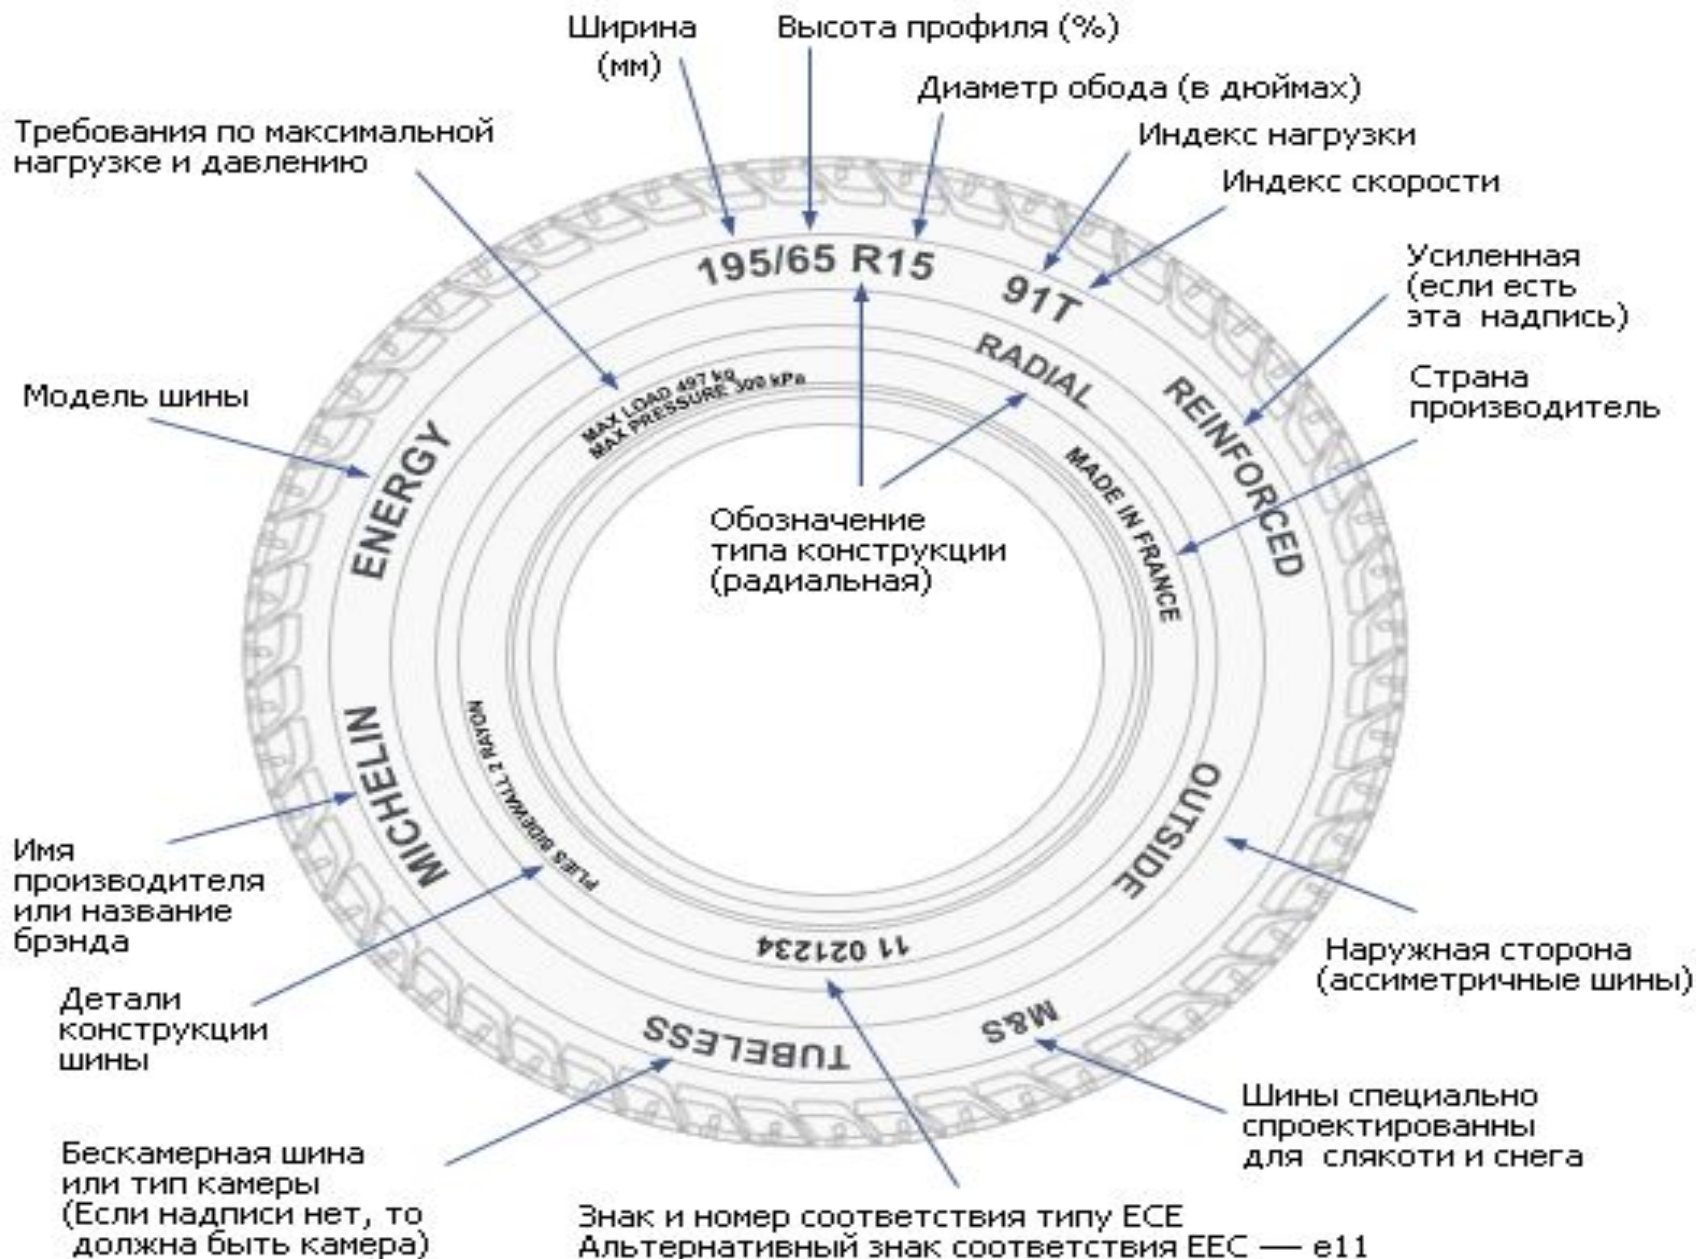 Ширина
(мм)
Высота профиля (%)
Диаметр обода (в дюймах)
Индекс нагрузки
Индекс скорости
Требования по максимальной
нагрузке и давлению
Усиленная
(если есть
эта надпись)
Страна
производитель
Модель шины
195/65 R15
91T
RADIAL
REINFORCED
MAX LOAD 497 kg
MAX PRESSURE 300 kPa
MADE IN FRANCE
ENERGY
Обозначение
типа конструкции
(радиальная)
MICHELIN
PLIES SIDEWALL 2 RAYON
OUTSIDE
11 021234
TUBELESS
M&S
Имя
производителя
или название
брэнда
Детали
конструкции
шины
Наружная сторона
(ассиметричные шины)
Шины специально
спроектированны
для слякоти и снега
Бескамерная шина
или тип камеры
(Если надписи нет, то
должна быть камера)
Знак и номер соответствия типу ECE
Альтернативный знак соответствия EEC — e11